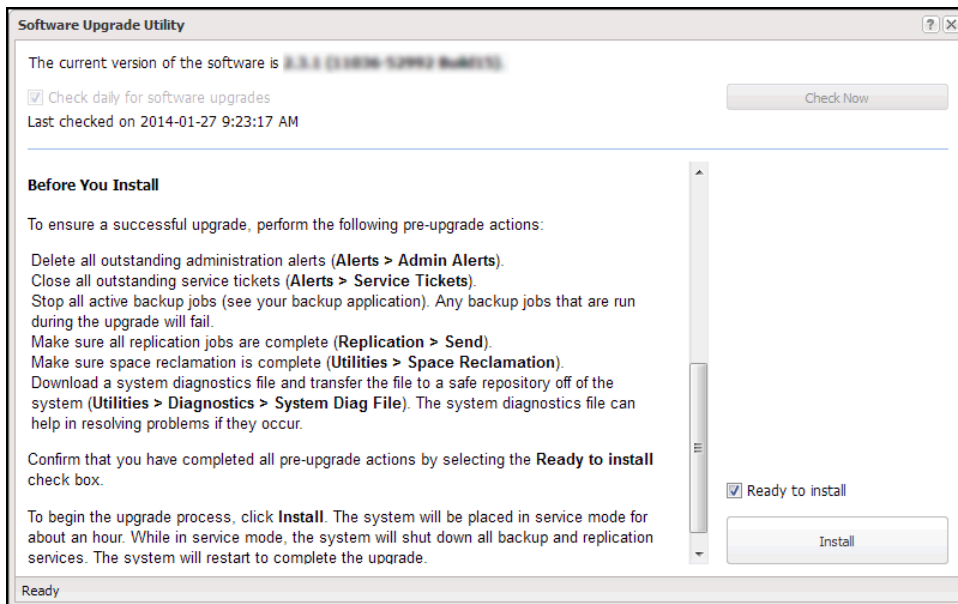 Software Upgrade Utility
The current version of the software is
Check daily for software upgrades
Check Now
Last checked on 2014-01-27 9:23:17 AM
Before You Install
To ensure a successful upgrade, perform the following pre-upgrade actions:
Delete all outstanding administration alerts (Alerts > Admin Alerts).
Close all outstanding service tickets (Alerts > Service Tickets).
Stop all active backup jobs (see your backup application). Any backup jobs that are run
during the upgrade will fail.
Make sure all replication jobs are complete (Replication > Send).
Make sure space reclamation is complete (Utilities > Space Reclamation).
Download a system diagnostics file and transfer the file to a safe repository off of the
system (Utilities > Diagnostics > System Diag File). The system diagnostics file can
help in resolving problems if they occur.
Confirm that you have completed all pre-upgrade actions by selecting the Ready to install
check box.
To begin the upgrade process, click Install. The system will be placed in service mode for
about an hour. While in service mode, the system will shut down all backup and replication
services. The system will restart to complete the upgrade.
Ready to install
Install
Ready